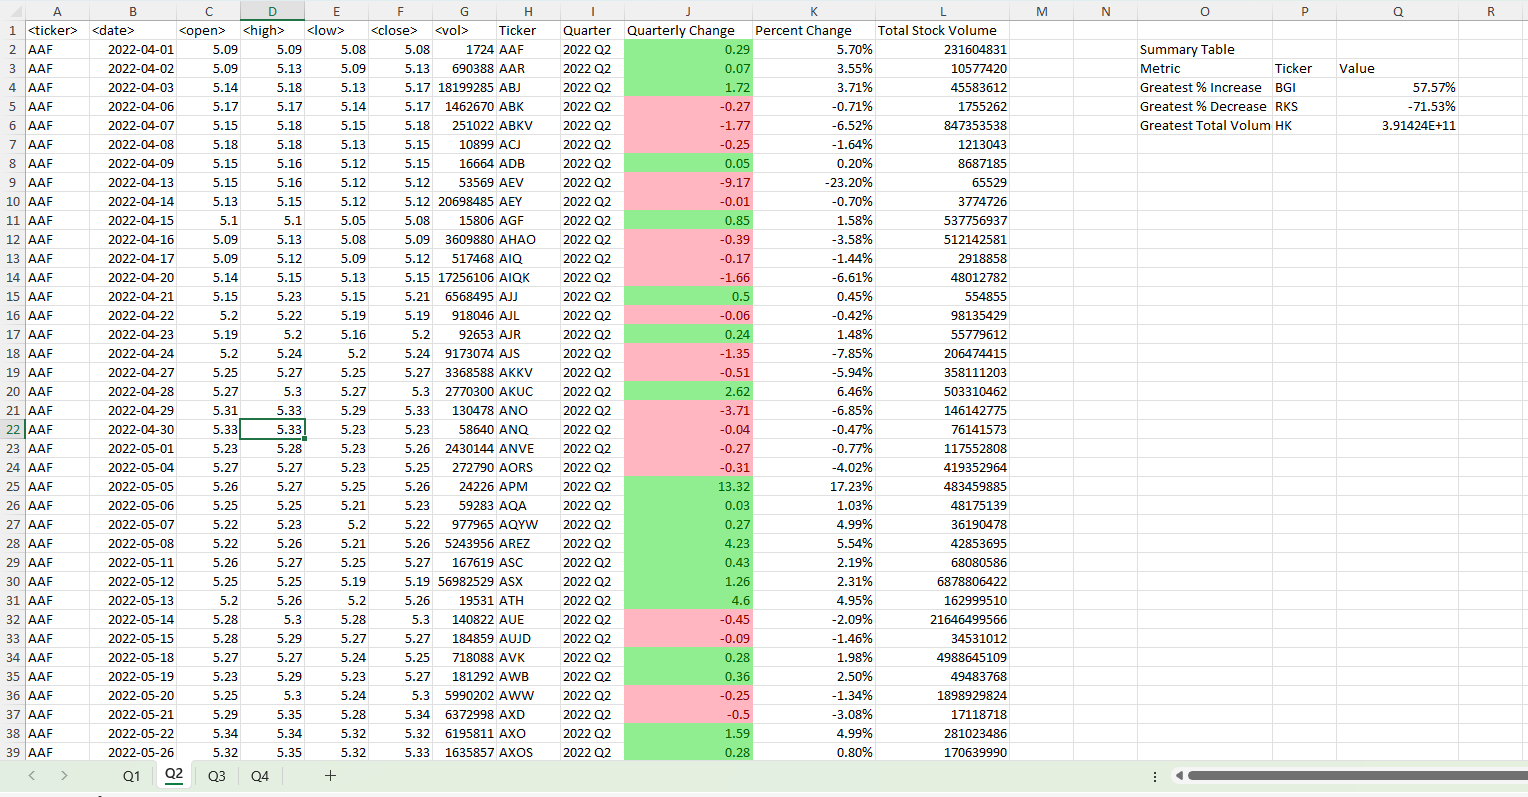 A B C D E F G H I J K L M N O P Q R
1 <ticker> <date> <open> <high> <low> <close> <vol> Ticker Quarter Quarterly Change Percent Change Total Stock Volume
2 AAF 2022-04-01 5.09 5.09 5.08 5.08 1724 AAF 2022 Q2 0.29 5.70% 231604831 Summary Table
3 AAF 2022-04-02 5.09 5.13 5.09 5.13 690388 AAR 2022 Q2 0.07 3.55% 10577420 Metric Ticker Value
4 AAF 2022-04-03 5.14 5.18 5.13 5.17 18199285 ABJ 2022 Q2 1.72 3.71% 45583612 Greatest % Increase BGI 57.57%
5 AAF 2022-04-06 5.17 5.17 5.14 5.17 1462670 ABK 2022 Q2 -0.27 -0.71% 1755262 Greatest % Decrease RKS -71.53%
6 AAF 2022-04-07 5.15 5.18 5.15 5.18 251022 ABKV 2022 Q2 -1.77 -6.52% 847353538 Greatest Total Volum HK 3.91424E+11
7 AAF 2022-04-08 5.18 5.18 5.13 5.15 10899 ACJ 2022 Q2 -0.25 -1.64% 1213043
8 AAF 2022-04-09 5.15 5.16 5.12 5.15 16664 ADB 2022 Q2 0.05 0.20% 8687185
9 AAF 2022-04-13 5.15 5.16 5.12 5.12 53569 AEV 2022 Q2 -9.17 -23.20% 65529
10 AAF 2022-04-14 5.13 5.15 5.12 5.12 20698485 AEY 2022 Q2 -0.01 -0.70% 3774726
11 AAF 2022-04-15 5.1 5.1 5.05 5.08 15806 AGF 2022 Q2 0.85 1.58% 537756937
12 AAF 2022-04-16 5.09 5.13 5.08 5.09 3609880 AHAO 2022 Q2 -0.39 -3.58% 512142581
13 AAF 2022-04-17 5.09 5.12 5.09 5.12 517468 AIQ 2022 Q2 -0.17 -1.44% 2918858
14 AAF 2022-04-20 5.14 5.15 5.13 5.15 17256106 AIQK 2022 Q2 -1.66 -6.61% 48012782
15 AAF 2022-04-21 5.15 5.23 5.15 5.21 6568495 AJJ 2022 Q2 0.5 0.45% 554855
16 AAF 2022-04-22 5.2 5.22 5.19 5.19 918046 AJL 2022 Q2 -0.06 -0.42% 98135429
17 AAF 2022-04-23 5.19 5.2 5.16 5.2 92653 AJR 2022 Q2 0.24 1.48% 55779612
18 AAF 2022-04-24 5.2 5.24 5.2 5.24 9173074 AJS 2022 Q2 -1.35 -7.85% 206474415
19 AAF 2022-04-27 5.25 5.27 5.25 5.27 3368588 AKKV 2022 Q2 -0.51 -5.94% 358111203
20 AAF 2022-04-28 5.27 5.3 5.27 5.3 2770300 AKUC 2022 Q2 2.62 6.46% 503310462
21 AAF 2022-04-29 5.31 5.33 5.29 5.33 130478 ANO 2022 Q2 -3.71 -6.85% 146142775
22 AAF 2022-04-30 5.33 5.33 5.23 5.23 58640 ANQ 2022 Q2 -0.04 -0.47% 76141573
23 AAF 2022-05-01 5.23 5.28 5.23 5.26 2430144 ANVE 2022 Q2 -0.27 -0.77% 117552808
24 AAF 2022-05-04 5.27 5.27 5.23 5.25 272790 AORS 2022 Q2 -0.31 -4.02% 419352964
25 AAF 2022-05-05 5.26 5.27 5.25 5.26 24226 APM 2022 Q2 13.32 17.23% 483459885
26 AAF 2022-05-06 5.25 5.25 5.21 5.23 59283 AQA 2022 Q2 0.03 1.03% 48175139
27 AAF 2022-05-07 5.22 5.23 5.2 5.22 977965 AQYW 2022 Q2 0.27 4.99% 36190478
28 AAF 2022-05-08 5.22 5.26 5.21 5.26 5243956 AREZ 2022 Q2 4.23 5.54% 42853695
29 AAF 2022-05-11 5.26 5.27 5.25 5.27 167619 ASC 2022 Q2 0.43 2.19% 68080586
30 AAF 2022-05-12 5.25 5.25 5.19 5.19 56982529 ASX 2022 Q2 1.26 2.31% 6878806422
31 AAF 2022-05-13 5.2 5.26 5.2 5.26 19531 ATH 2022 Q2 4.6 4.95% 162999510
32 AAF 2022-05-14 5.28 5.3 5.28 5.3 140822 AUE 2022 Q2 -0.45 -2.09% 21646499566
33 AAF 2022-05-15 5.28 5.29 5.27 5.27 184859 AUJD 2022 Q2 -0.09 -1.46% 34531012
34 AAF 2022-05-18 5.27 5.27 5.24 5.25 718088 AVK 2022 Q2 0.28 1.98% 4988645109
35 AAF 2022-05-19 5.23 5.29 5.23 5.27 181292 AWB 2022 Q2 0.36 2.50% 49483768
36 AAF 2022-05-20 5.25 5.3 5.24 5.3 5990202 AWW 2022 Q2 -0.25 -1.34% 1898929824
37 AAF 2022-05-21 5.29 5.35 5.28 5.34 6372998 AXD 2022 Q2 -0.5 -3.08% 17118718
38 AAF 2022-05-22 5.34 5.34 5.32 5.32 6195811 AXO 2022 Q2 1.59 4.99% 281023486
39 AAF 2022-05-26 5.32 5.35 5.32 5.33 1635857 AXOS 2022 Q2 0.28 0.80% 170639990
Q1 Q2 Q3 Q4